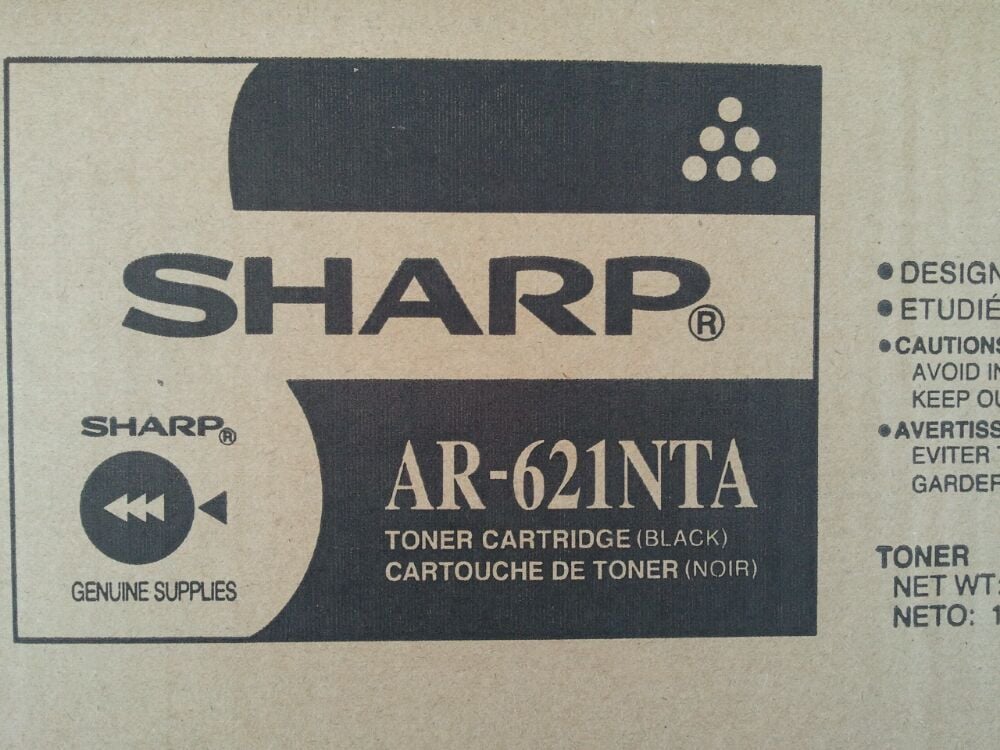 SHARP®
SHARP®
GENUINE SUPPLIES
AR-621NTA
TONER CARTRIDGE (BLACK)
CARTOUCHE DE TONER (NOIR)
● DESIGN
● ETUDIÉ
● CAUTIONS
AVOID IN
KEEP OU
● AVERTISS
EVITER
GARDER
TONER
NET WT:
NETO: 1